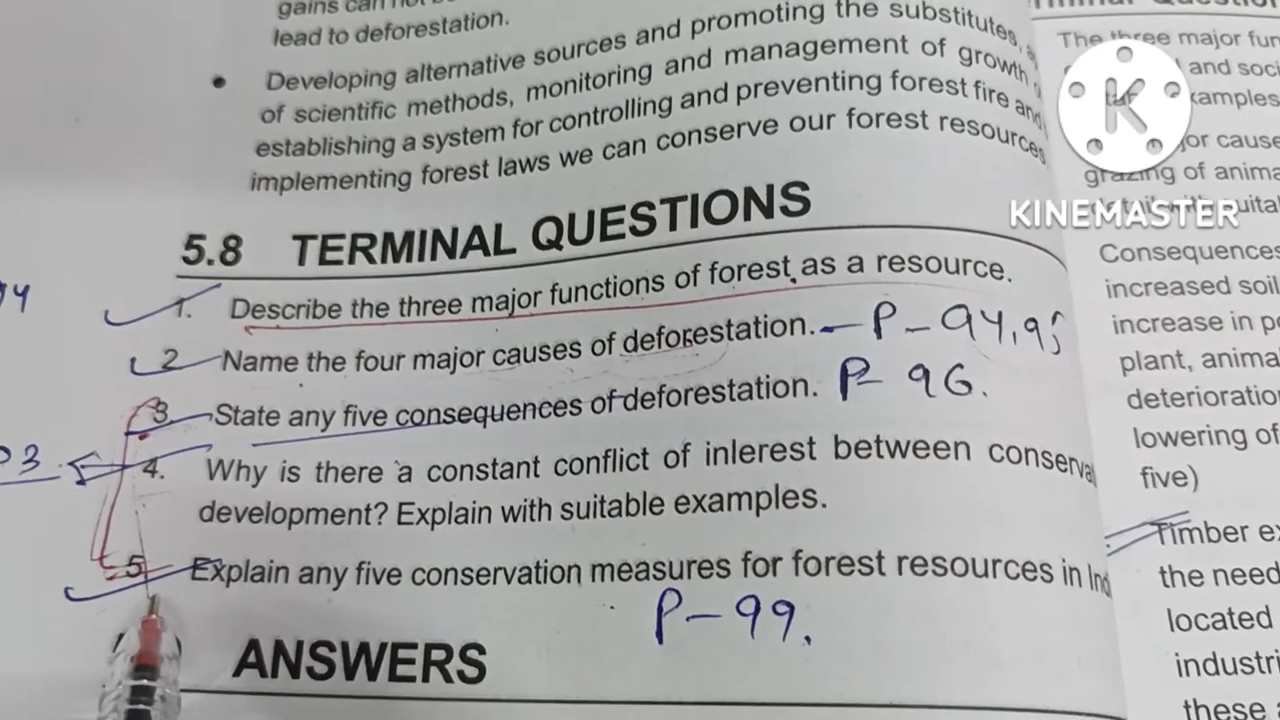 gains can not
lead to deforestation.
• Developing alternative sources and promoting the substitutes,
of scientific methods, monitoring and management of growth
establishing a system for controlling and preventing forest fire and
implementing forest laws we can conserve our forest resources
5.8 TERMINAL QUESTIONS
1. Describe the three major functions of forest as a resource.
2 Name the four major causes of deforestation. - P - 94,95
3 State any five consequences of deforestation. P- 96.
4. Why is there a constant conflict of inlerest between conserva
development? Explain with suitable examples.
5 Explain any five conservation measures for forest resources in Ind
P-99.
ANSWERS
The three major fun
and soci
xamples
jor cause
grazing of anima
Consequences
increased soil
increase in p
plant, animal
deterioratio
lowering of
five)
Timber ex
the need
located
industri
these
K
KINEMASTER